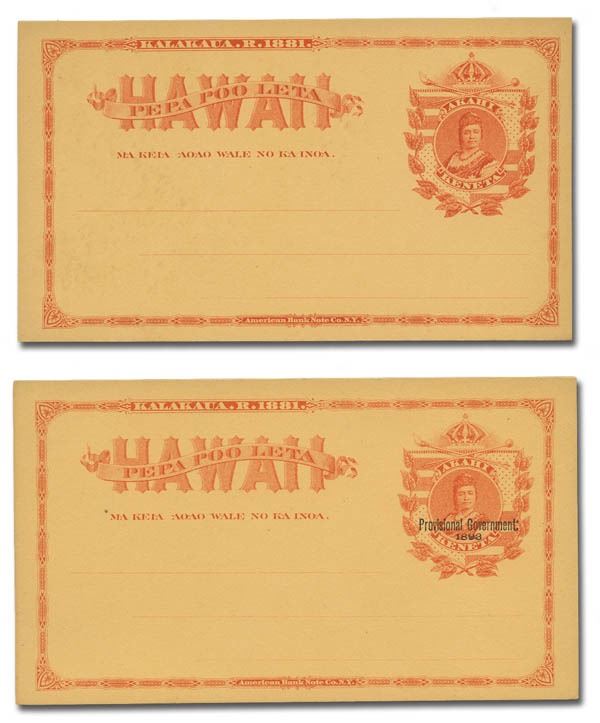 KALAKAUA. R. 1881.
HAWAII
PEPA POO LETA
MA KEIA AOAO WALE NO KA INOA.
AKAHI
KENETA
American Bank Note Co. N.Y.
KALAKAUA. R. 1881.
HAWAII
PEPA POO LETA
MA KEIA AOAO WALE NO KA INOA.
AKAHI
Provisional Government.
1893
KENETA
American Bank Note Co. N.Y.